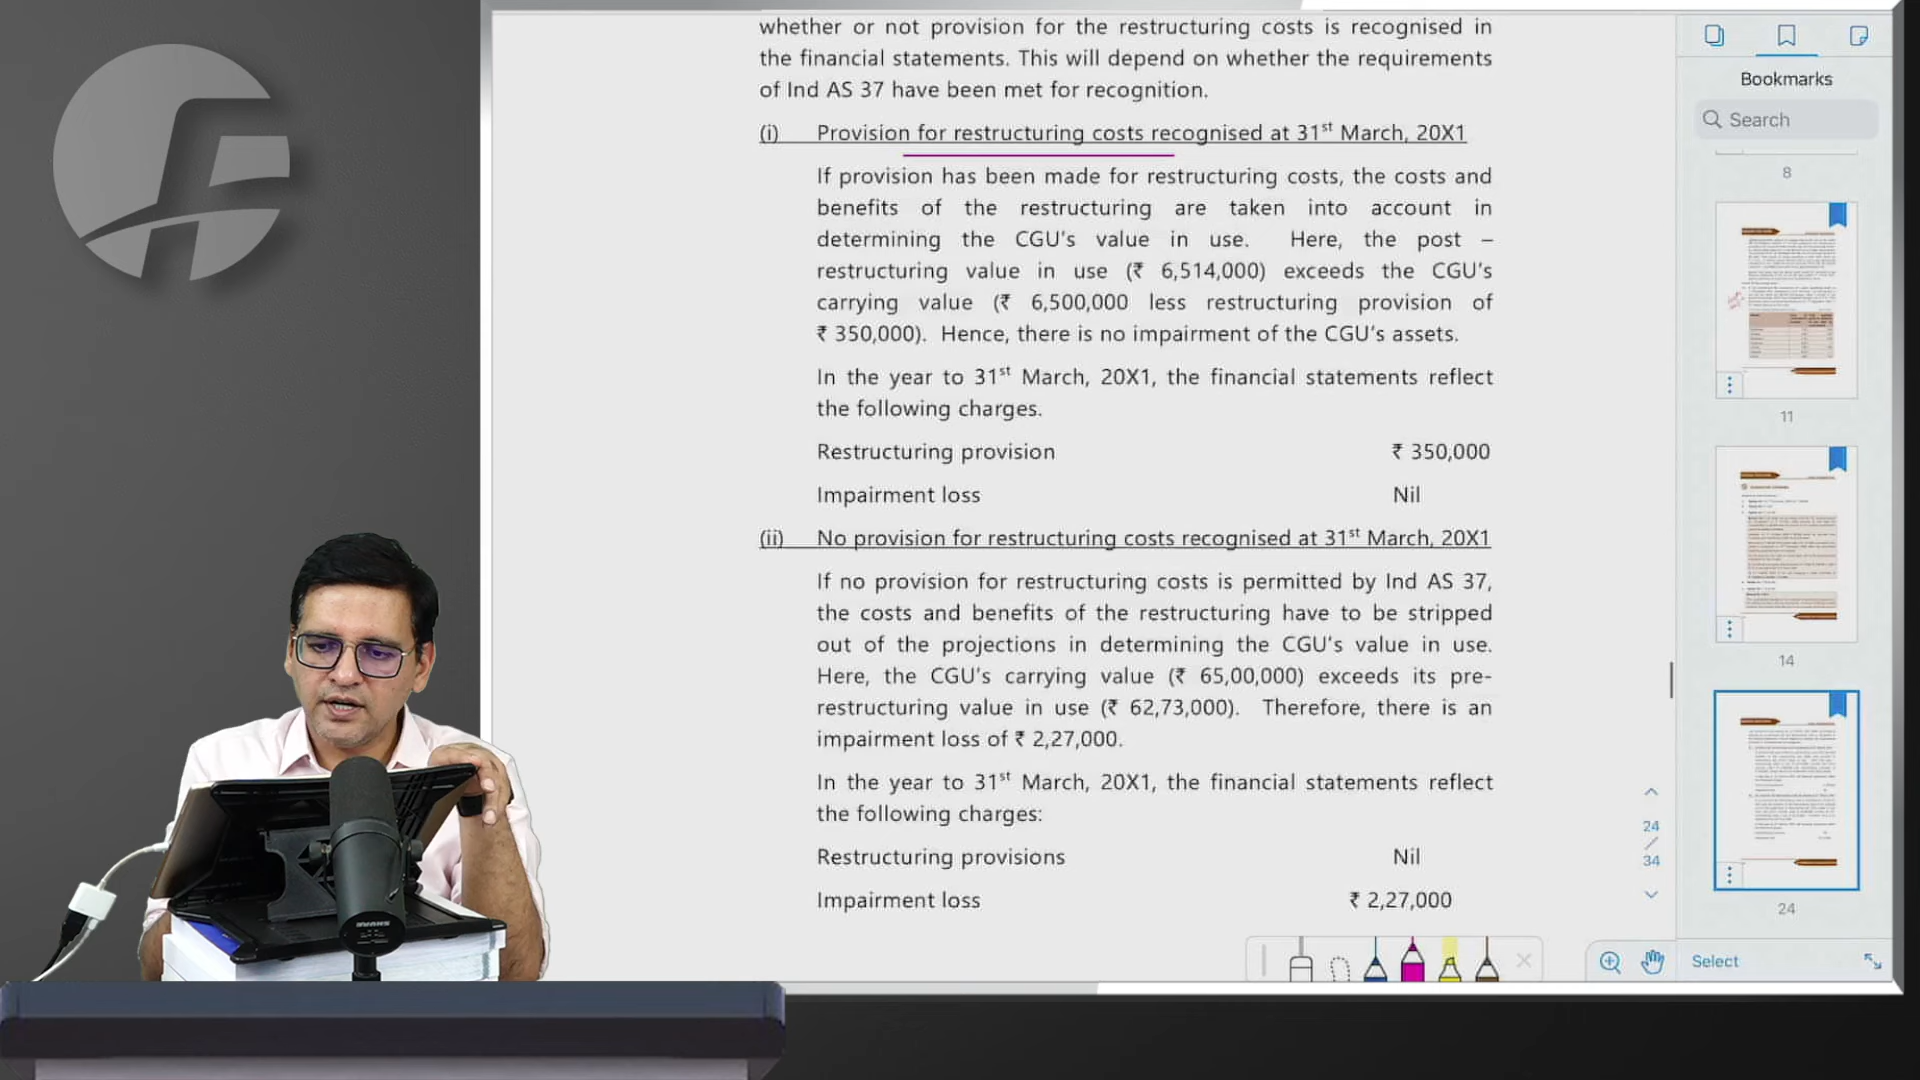 whether or not provision for the restructuring costs is recognised in
the financial statements. This will depend on whether the requirements
of Ind AS 37 have been met for recognition.
(i) Provision for restructuring costs recognised at 31st March, 20X1
If provision has been made for restructuring costs, the costs and
benefits of the restructuring are taken into account in
determining the CGU's value in use. Here, the post –
restructuring value in use (₹ 6,514,000) exceeds the CGU's
carrying value (₹ 6,500,000 less restructuring provision of
₹ 350,000). Hence, there is no impairment of the CGU's assets.
In the year to 31st March, 20X1, the financial statements reflect
the following charges.
Restructuring provision ₹ 350,000
Impairment loss Nil
(ii) No provision for restructuring costs recognised at 31st March, 20X1
If no provision for restructuring costs is permitted by Ind AS 37,
the costs and benefits of the restructuring have to be stripped
out of the projections in determining the CGU's value in use.
Here, the CGU's carrying value (₹ 65,00,000) exceeds its pre-
restructuring value in use (₹ 62,73,000). Therefore, there is an
impairment loss of ₹ 2,27,000.
In the year to 31st March, 20X1, the financial statements reflect
the following charges:
Restructuring provisions Nil
Impairment loss ₹ 2,27,000
24
/
34
Bookmarks
Search
8
11
14
24
Select